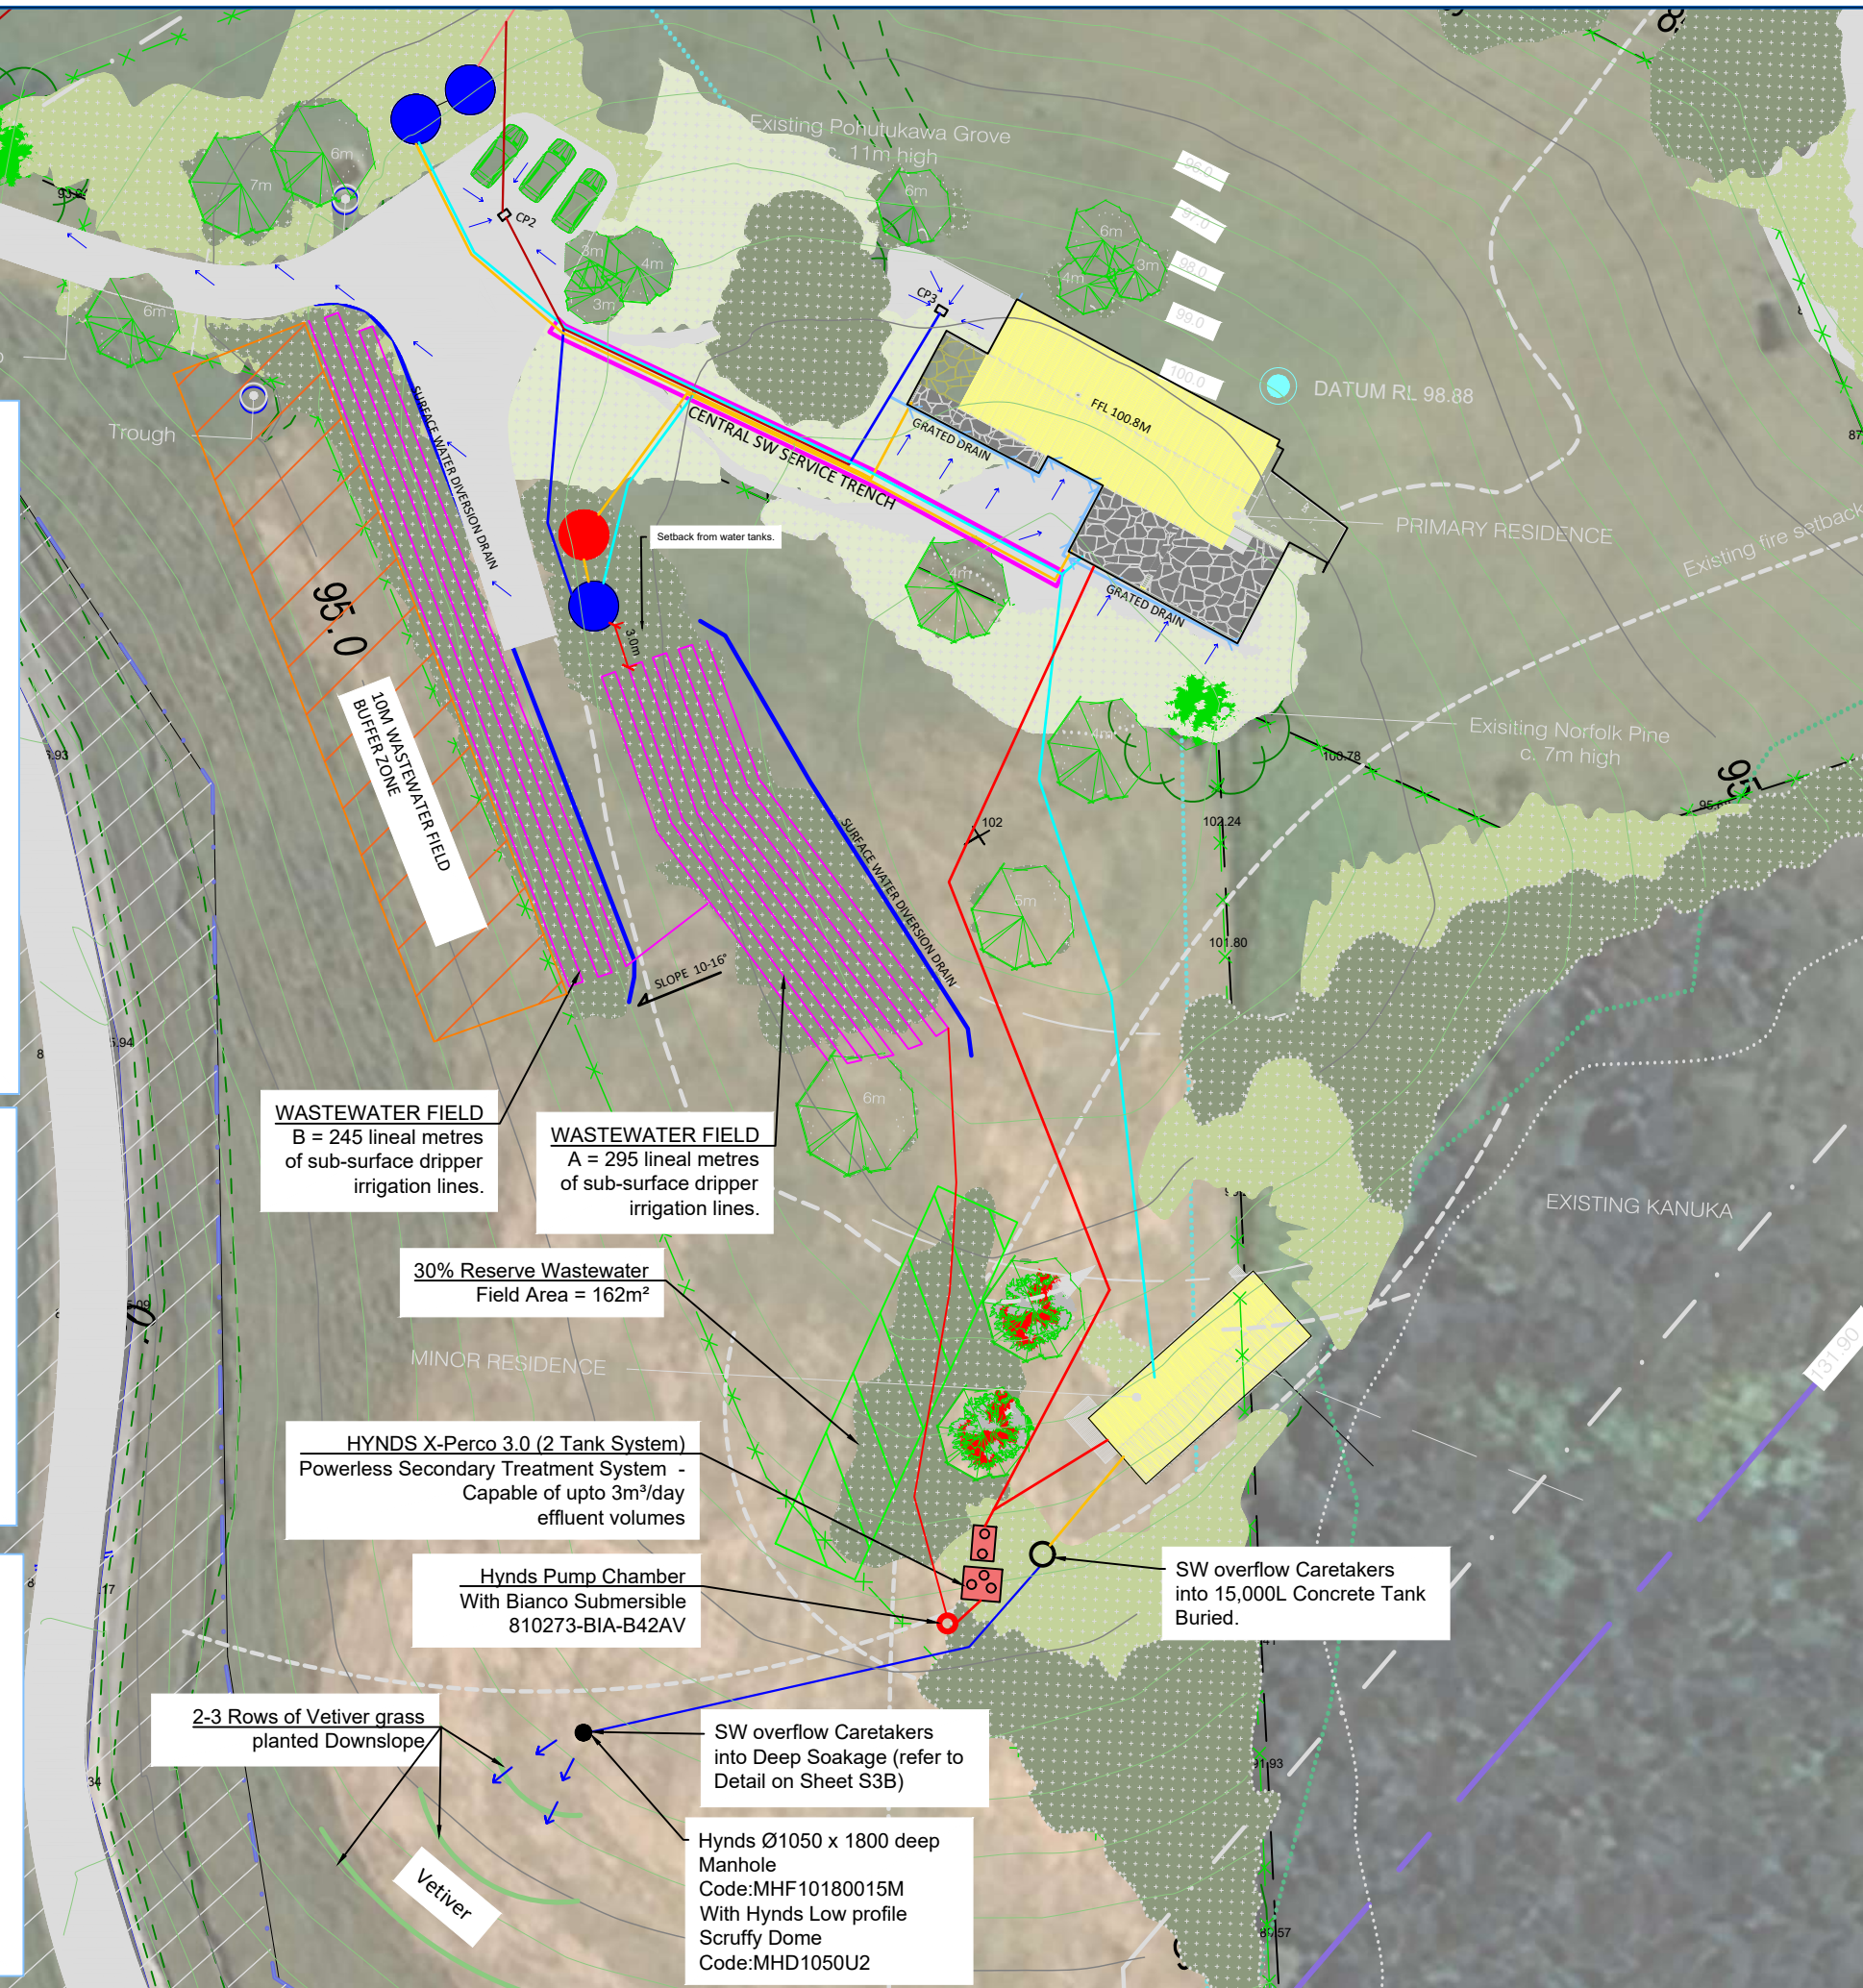 Existing Pohutukawa Grove
c. 11m high
6m
7m
6m
6m
6m
4m
3m
3m
4m
3m
CP2
CP3
96.0
97.0
98.0
99.0
100.0
DATUM RL 98.88
FFL 100.8M
GRATED DRAIN
CENTRAL SW SERVICE TRENCH
SURFACE WATER DIVERSION DRAIN
Trough
Setback from water tanks.
3.0m
PRIMARY RESIDENCE
Existing fire setback
GRATED DRAIN
4m
95.0
10M WASTEWATER FIELD
BUFFER ZONE
4m
Exisiting Norfolk Pine
c. 7m high
100.78
95
102
102.24
101.80
5m
SURFACE WATER DIVERSION DRAIN
SLOPE 10-16°
6m
WASTEWATER FIELD
B = 245 lineal metres
of sub-surface dripper
irrigation lines.
WASTEWATER FIELD
A = 295 lineal metres
of sub-surface dripper
irrigation lines.
EXISTING KANUKA
30% Reserve Wastewater
Field Area = 162m²
MINOR RESIDENCE
131.90
HYNDS X-Perco 3.0 (2 Tank System)
Powerless Secondary Treatment System -
Capable of upto 3m³/day
effluent volumes
Hynds Pump Chamber
With Bianco Submersible
810273-BIA-B42AV
SW overflow Caretakers
into 15,000L Concrete Tank
Buried.
2-3 Rows of Vetiver grass
planted Downslope
SW overflow Caretakers
into Deep Soakage (refer to
Detail on Sheet S3B)
91.93
Hynds Ø1050 x 1800 deep
Manhole
Code:MHF10180015M
With Hynds Low profile
Scruffy Dome
Code:MHD1050U2
Vetiver